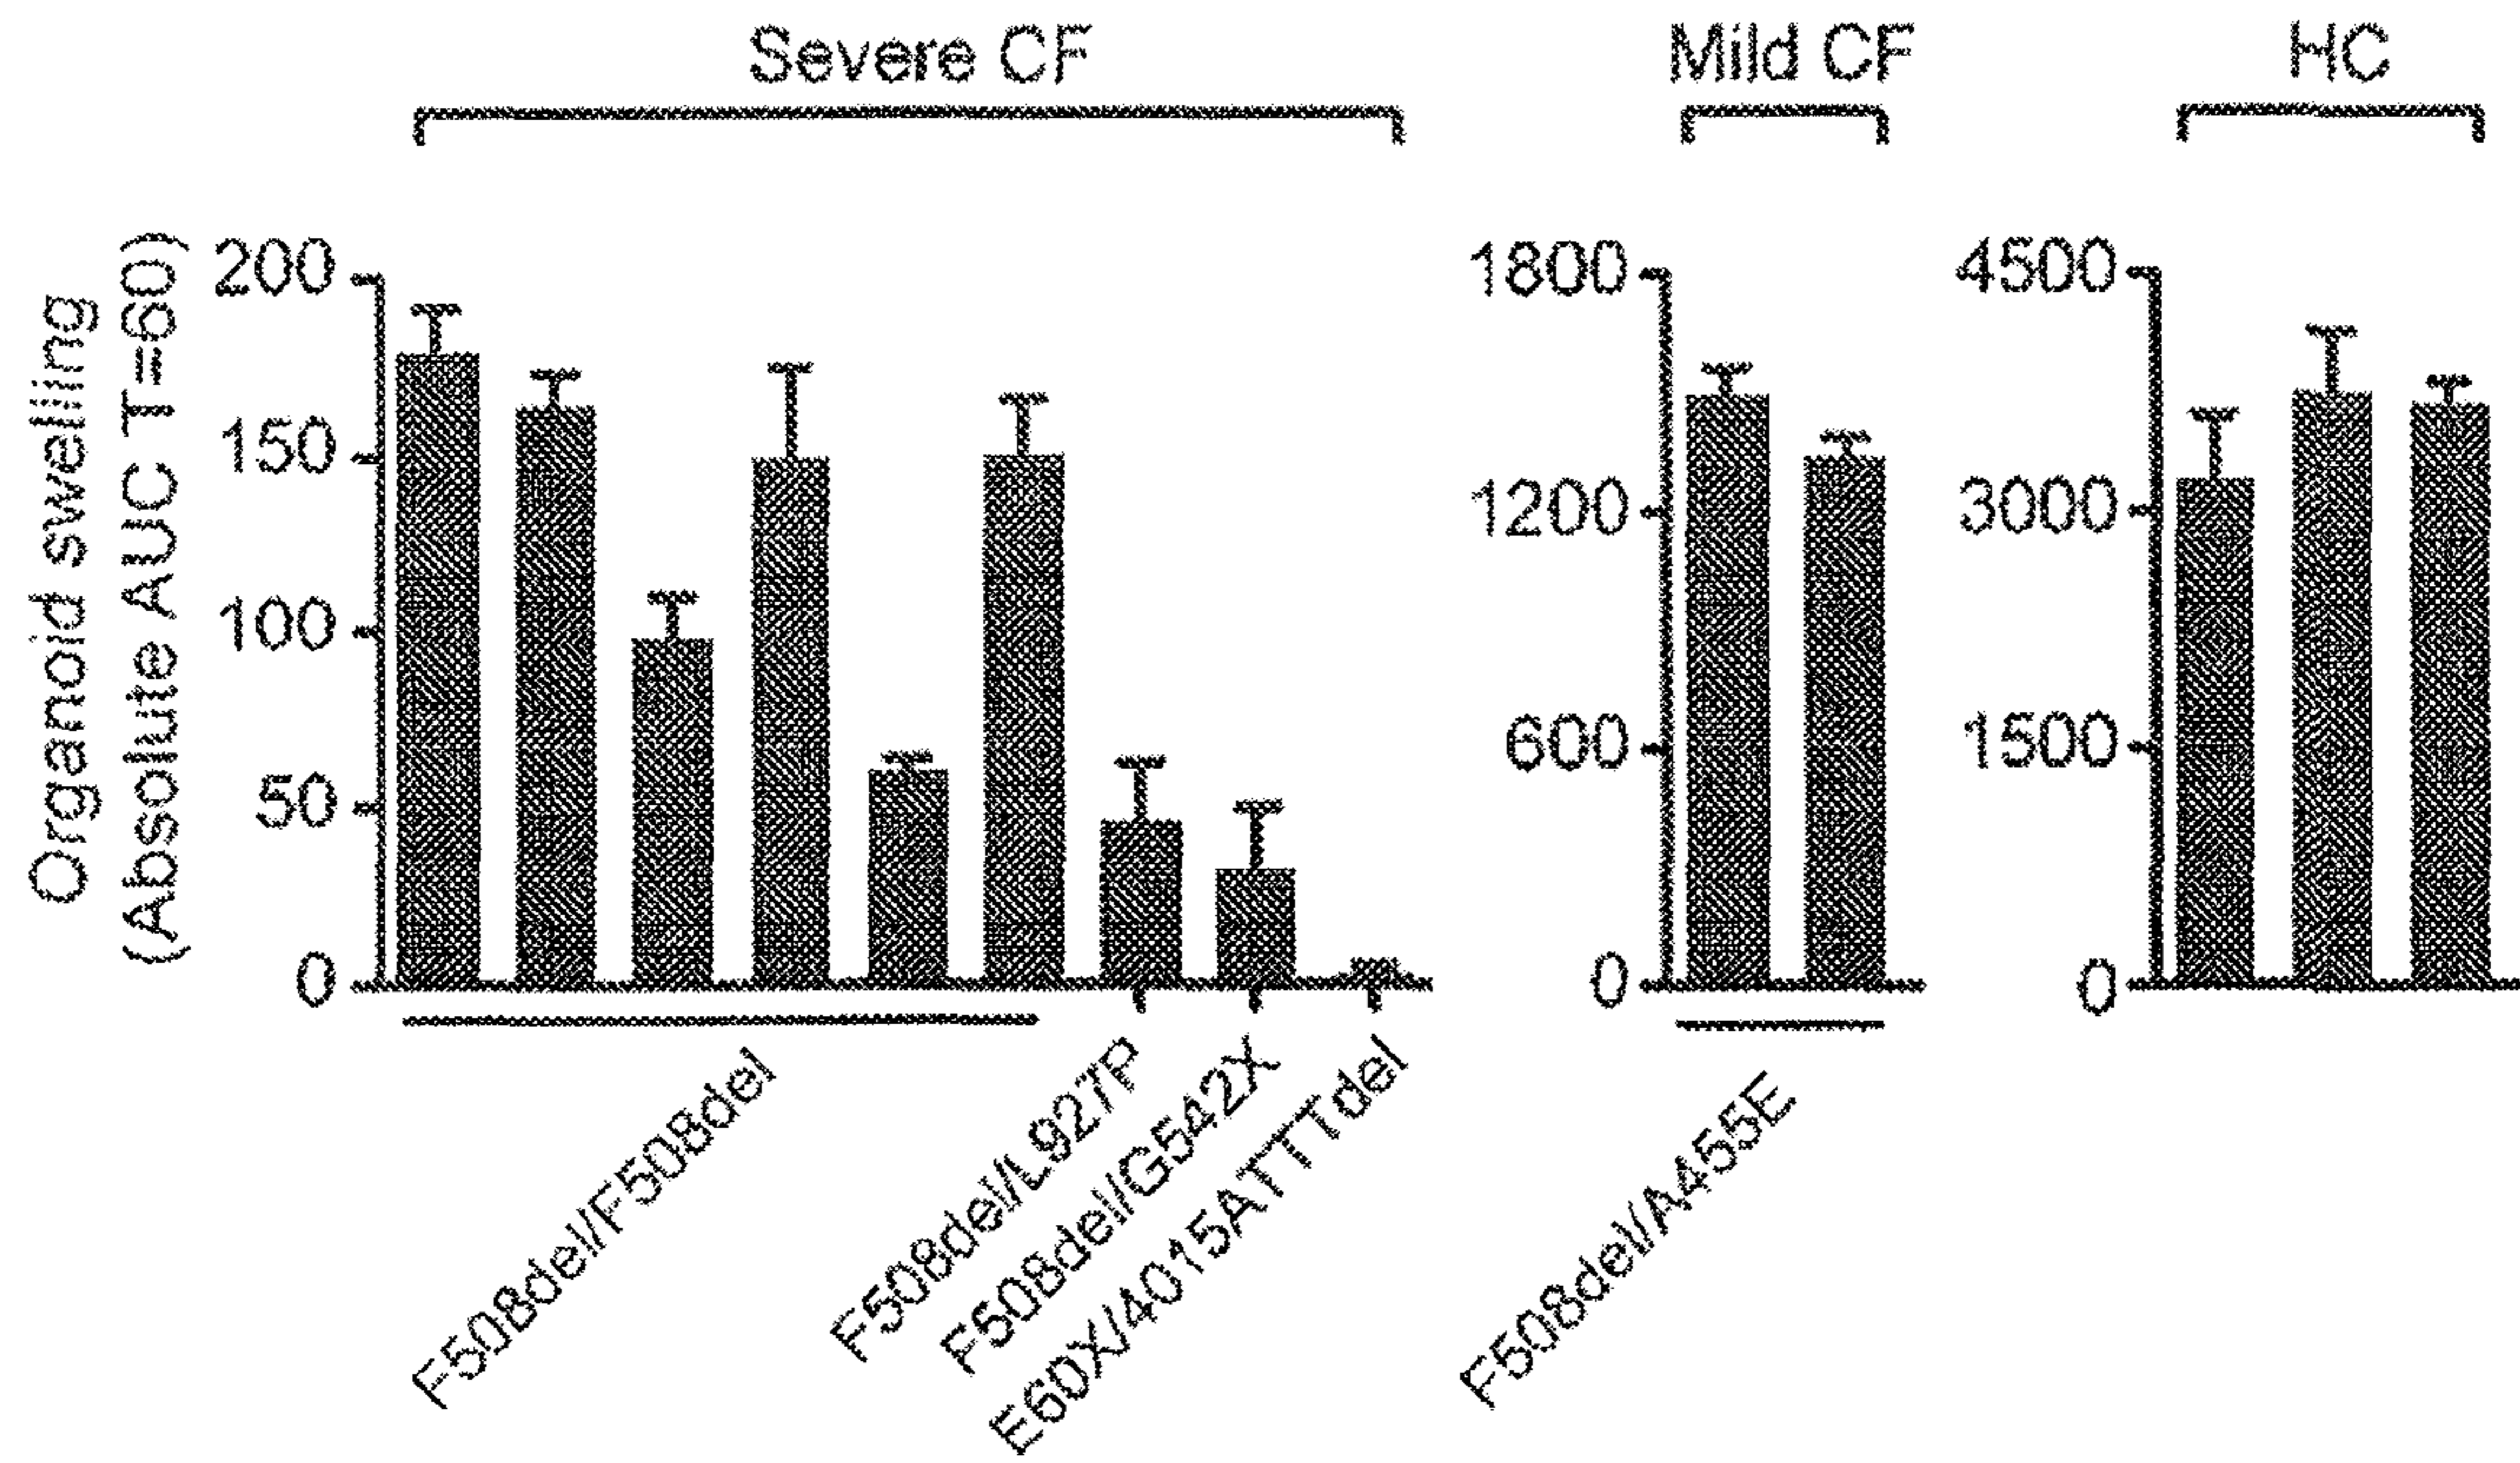 Severe CF
Mild CF
HC
Organoid swelling
(Absolute AUC T=60)
200
150
100
50
0
1800
1200
600
0
4500
3000
1500
0
F508del/F508del
F508del/L927P
F508del/G542X
E60X/4015ATTTdel
F508del/A455E